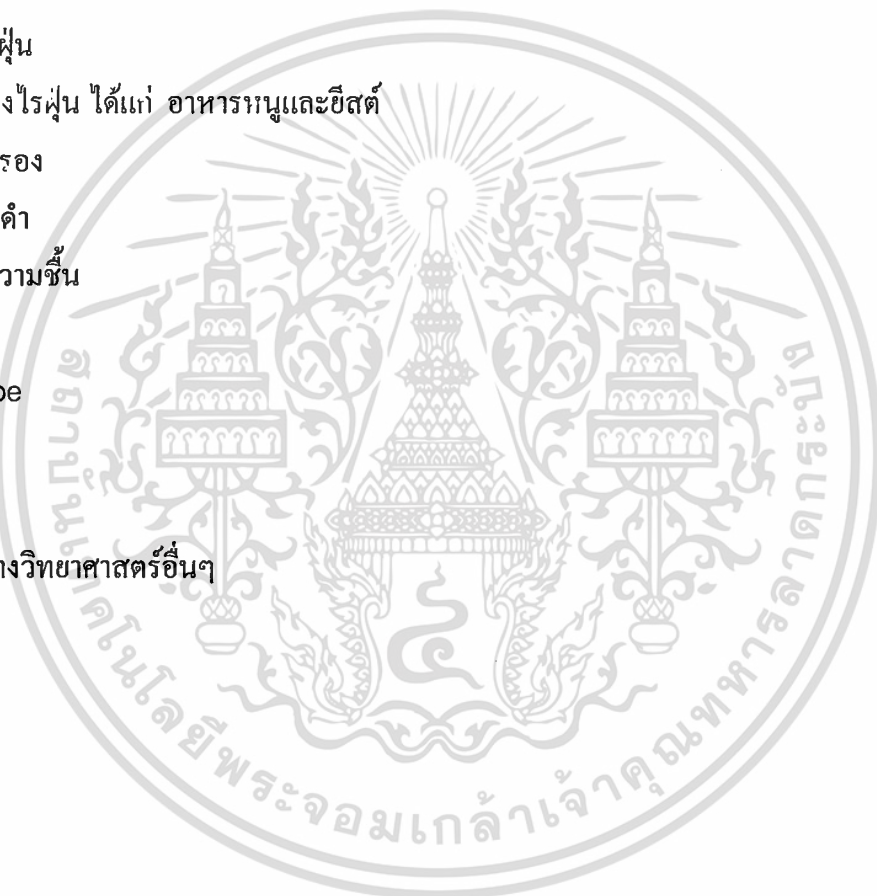 ฝุ่น
งไรฝุ่น ได้แก่ อาหารหนูและยีสต์
รอง
ดำ
วามชื้น
pe
างวิทยาศาสตร์อื่นๆ
สถาบันเทคโนโลยีพระจอมเกล้าเจ้าคุณทหารลาดกระบัง